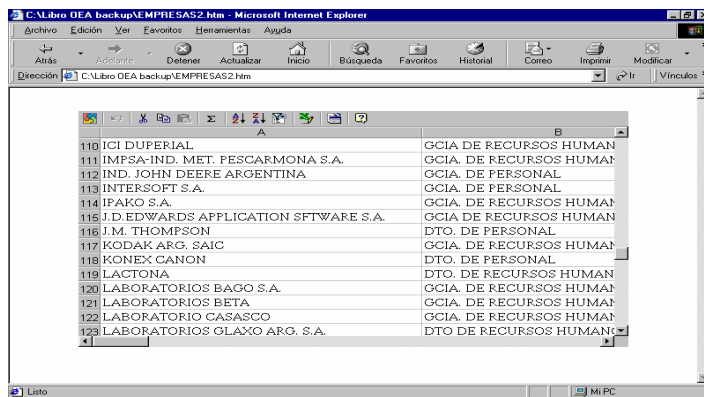 C:\Libro OEA backup\EMPRESAS2.htm - Microsoft Internet Explorer
Archivo Edición Ver Favoritos Herramientas Ayuda
Atrás Adelante Detener Actualizar Inicio Búsqueda Favoritos Historial Correo Imprimir Modificar
Dirección C:\Libro OEA backup\EMPRESAS2.htm Ir Vínculos
A B
110 ICI DUPERIAL GCIA DE RECURSOS HUMAN
111 IMPSA-IND. MET. PESCARMONA S.A. GCIA. DE RECURSOS HUMAN
112 IND. JOHN DEERE ARGENTINA GCIA. DE PERSONAL
113 INTERSOFT S.A. GCIA. DE PERSONAL
114 IPAKO S.A. GCIA. DE RECURSOS HUMAN
115 J.D.EDWARDS APPLICATION SFTWARE S.A. GCIA DE RECURSOS HUMAN
116 J.M. THOMPSON DTO. DE PERSONAL
117 KODAK ARG. SAIC GCIA. DE RECURSOS HUMAN
118 KONEX CANON DTO. DE PERSONAL
119 LACTONA DTO. DE RECURSOS HUMAN
120 LABORATORIOS BAGO S.A. GCIA. DE RECURSOS HUMAN
121 LABORATORIOS BETA GCIA. DE RECURSOS HUMAN
122 LABORATORIO CASASCO GCIA. DE RECURSOS HUMAN
123 LABORATORIOS GLAXO ARG. S.A. DTO DE RECURSOS HUMANO
Listo Mi PC